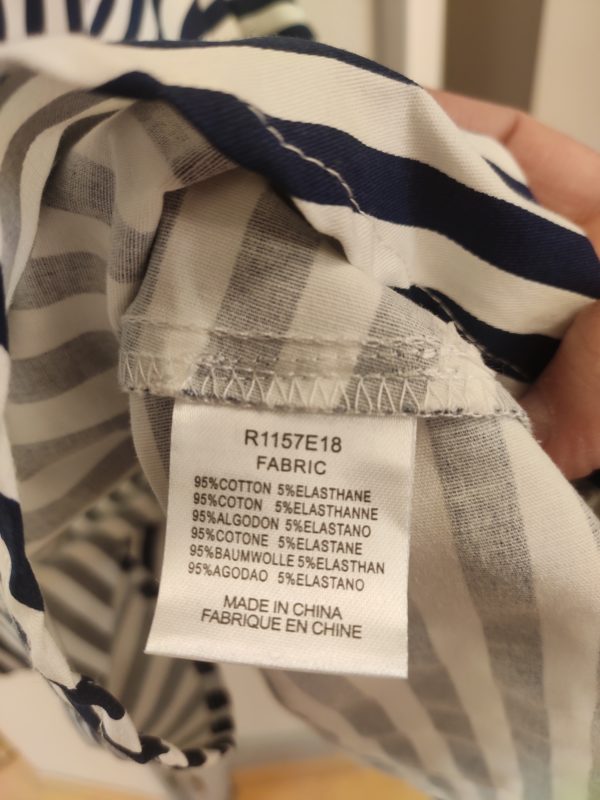 R1157E18
FABRIC
95%COTTON 5%ELASTHANE
95%COTON 5%ELASTHANNE
95%ALGODON 5%ELASTANO
95%COTONE 5%ELASTANE
95%BAUMWOLLE 5%ELASTHAN
95%AGODAO 5%ELASTANO
MADE IN CHINA
FABRIQUE EN CHINE